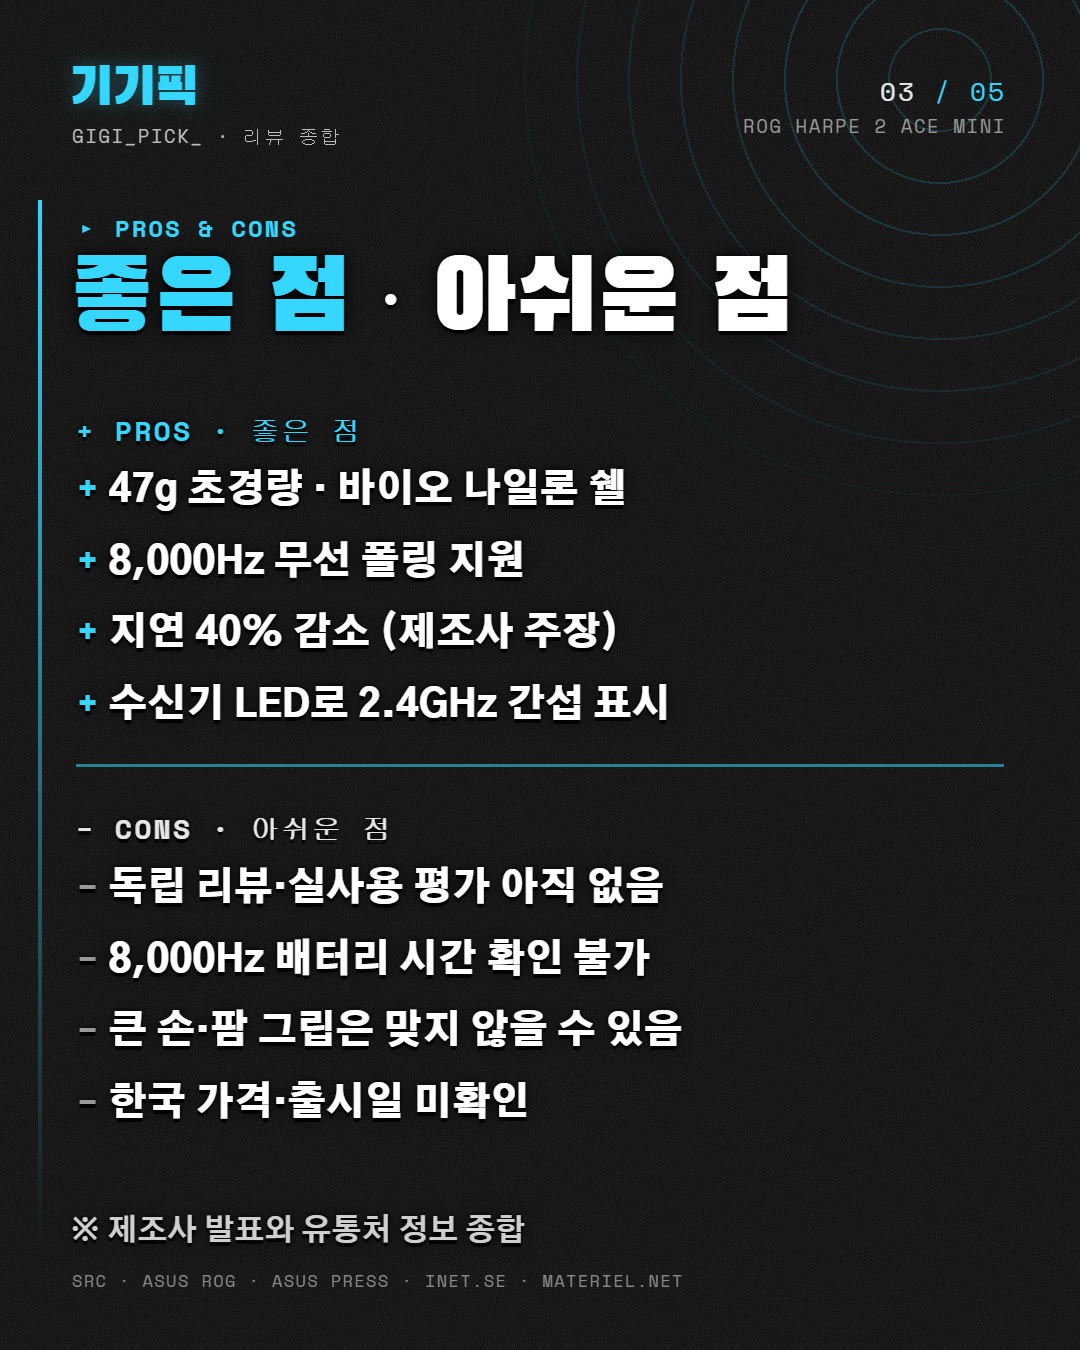 기기픽
GIGI_PICK_ · 리뷰 종합
03 / 05
ROG HARPE 2 ACE MINI
▸ PROS & CONS
좋은 점 · 아쉬운 점
+ PROS · 좋은 점
+ 47g 초경량 · 바이오 나일론 쉘
+ 8,000Hz 무선 폴링 지원
+ 지연 40% 감소 (제조사 주장)
+ 수신기 LED로 2.4GHz 간섭 표시
– CONS · 아쉬운 점
– 독립 리뷰·실사용 평가 아직 없음
– 8,000Hz 배터리 시간 확인 불가
– 큰 손·팜 그립은 맞지 않을 수 있음
– 한국 가격·출시일 미확인
※ 제조사 발표와 유통처 정보 종합
SRC · ASUS ROG · ASUS PRESS · INET.SE · MATERIEL.NET